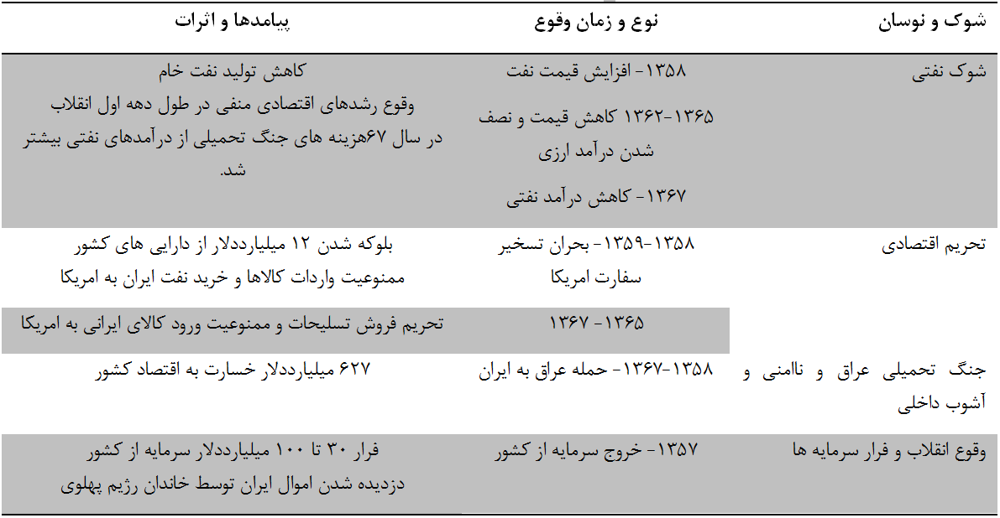 شوک و نوسان
نوع و زمان وقوع
پیامدها و اثرات
شوک نفتی
۱۳۵۸- افزایش قیمت نفت
۱۳۶۲-۱۳۶۵ کاهش قیمت و نصف
شدن درآمد ارزی
۱۳۶۷- کاهش درآمد نفتی
کاهش تولید نفت خام
وقوع رشدهای اقتصادی منفی در طول دهه اول انقلاب
در سال ۶۷هزینه های جنگ تحمیلی از درآمدهای نفتی بیشتر
شد.
تحریم اقتصادی
۱۳۵۸-۱۳۵۹- بحران تسخیر
سفارت امریکا
بلوکه شدن ۱۲ میلیارددلار از دارایی های کشور
ممنوعیت واردات کالاها و خرید نفت ایران به امریکا
۱۳۶۵- ۱۳۶۷
تحریم فروش تسلیحات و ممنوعیت ورود کالای ایرانی به امریکا
جنگ تحمیلی عراق و ناامنی و
آشوب داخلی
۱۳۵۸-۱۳۶۷- حمله عراق به ایران
۶۲۷ میلیارددلار خسارت به اقتصاد کشور
وقوع انقلاب و فرار سرمایه ها
۱۳۵۷- خروج سرمایه از کشور
فرار ۳۰ تا ۱۰۰ میلیارددلار سرمایه از کشور
دزدیده شدن اموال ایران توسط خاندان رژیم پهلوی